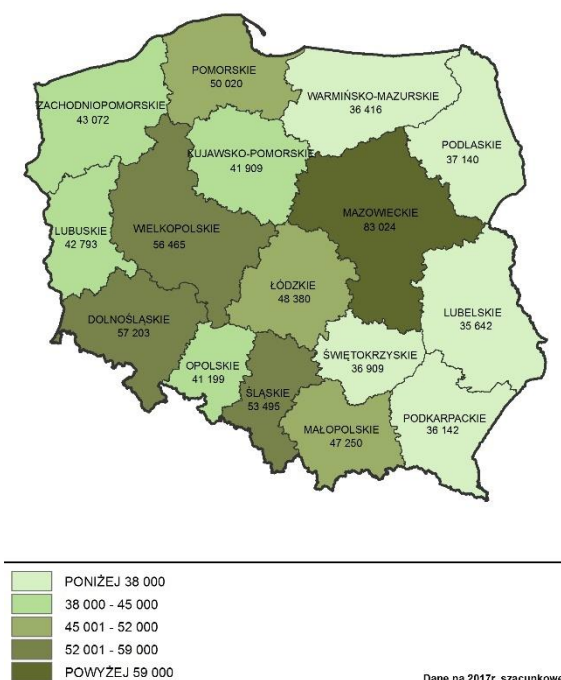 POMORSKIE
50 020
WARMIŃSKO-MAZURSKIE
36 416
ZACHODNIOPOMORSKIE
43 072
PODLASKIE
37 140
KUJAWSKO-POMORSKIE
41 909
MAZOWIECKIE
83 024
LUBUSKIE
42 793
WIELKOPOLSKIE
56 465
ŁÓDZKIE
48 380
LUBELSKIE
35 642
DOLNOŚLĄSKIE
57 203
ŚWIĘTOKRZYSKIE
36 909
OPOLSKIE
41 199
ŚLĄSKIE
53 495
PODKARPACKIE
36 142
MAŁOPOLSKIE
47 250
PONIŻEJ 38 000
38 000 - 45 000
45 001 - 52 000
52 001 - 59 000
POWYŻEJ 59 000
Dane na 2017r. szacunkowe